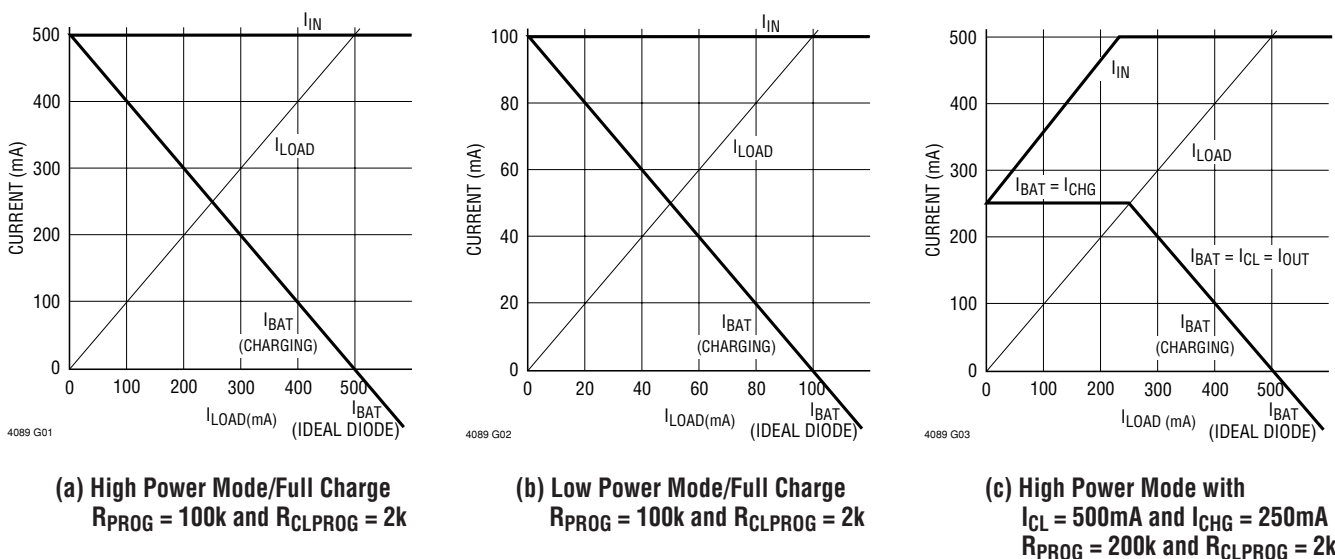 I_IN
500
400
300
200
100
0
CURRENT (mA)
I_LOAD
I_BAT
(CHARGING)
0 100 200 300 400 500
I_LOAD(mA)
I_BAT
(IDEAL DIODE)
4089 G01
(a) High Power Mode/Full Charge
R_PROG = 100k and R_CLPROG = 2k
I_IN
100
80
60
40
20
0
CURRENT (mA)
I_LOAD
I_BAT
(CHARGING)
0 20 40 60 80 100
I_LOAD(mA)
I_BAT
(IDEAL DIODE)
4089 G02
(b) Low Power Mode/Full Charge
R_PROG = 100k and R_CLPROG = 2k
500
400
300
200
100
0
CURRENT (mA)
I_IN
I_LOAD
I_BAT = I_CHG
I_BAT = I_CL = I_OUT
I_BAT
(CHARGING)
0 100 200 300 400 500
I_LOAD (mA)
I_BAT
(IDEAL DIODE)
4089 G03
(c) High Power Mode with
I_CL = 500mA and I_CHG = 250mA
R_PROG = 200k and R_CLPROG = 2k